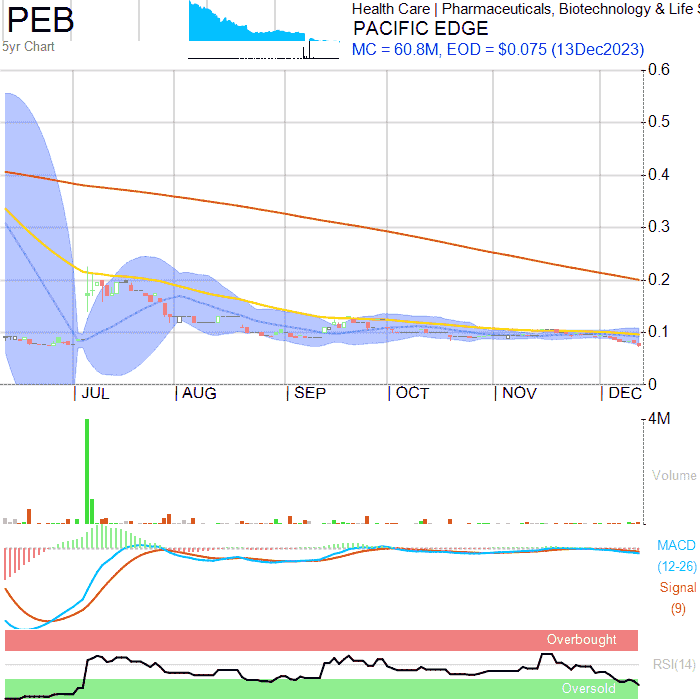 PEB
5yr Chart
Health Care | Pharmaceuticals, Biotechnology & Life
PACIFIC EDGE
MC = 60.8M, EOD = $0.075 (13Dec2023)
0.6
0.5
0.4
0.3
0.2
0.1
0
| JUL | AUG | SEP | OCT | NOV | DEC
4M
Volume
MACD
(12-26)
Signal
(9)
Overbought
RSI(14)
Oversold